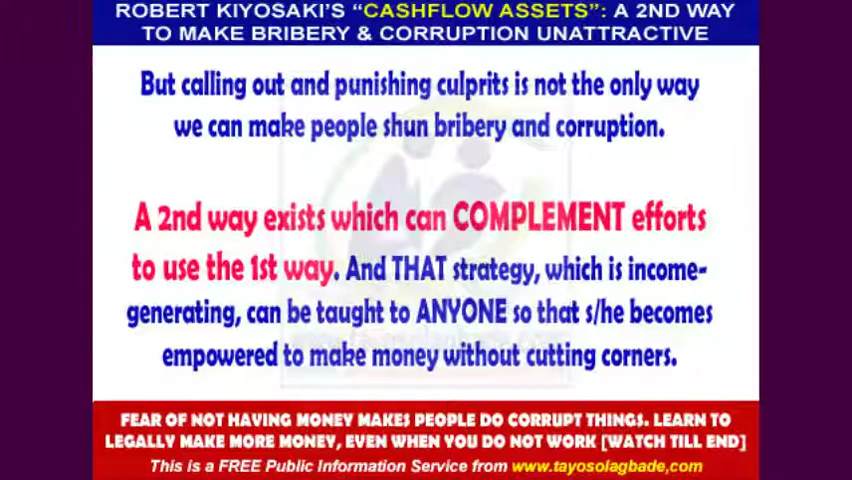 ROBERT KIYOSAKI'S "CASHFLOW ASSETS": A 2ND WAY
TO MAKE BRIBERY & CORRUPTION UNATTRACTIVE
But calling out and punishing culprits is not the only way
we can make people shun bribery and corruption.
A 2nd way exists which can COMPLEMENT efforts
to use the 1st way. And THAT strategy, which is income-
generating, can be taught to ANYONE so that s/he becomes
empowered to make money without cutting corners.
FEAR OF NOT HAVING MONEY MAKES PEOPLE DO CORRUPT THINGS. LEARN TO
LEGALLY MAKE MORE MONEY, EVEN WHEN YOU DO NOT WORK [WATCH TILL END]
This is a FREE Public Information Service from www.tayosolagbade,com